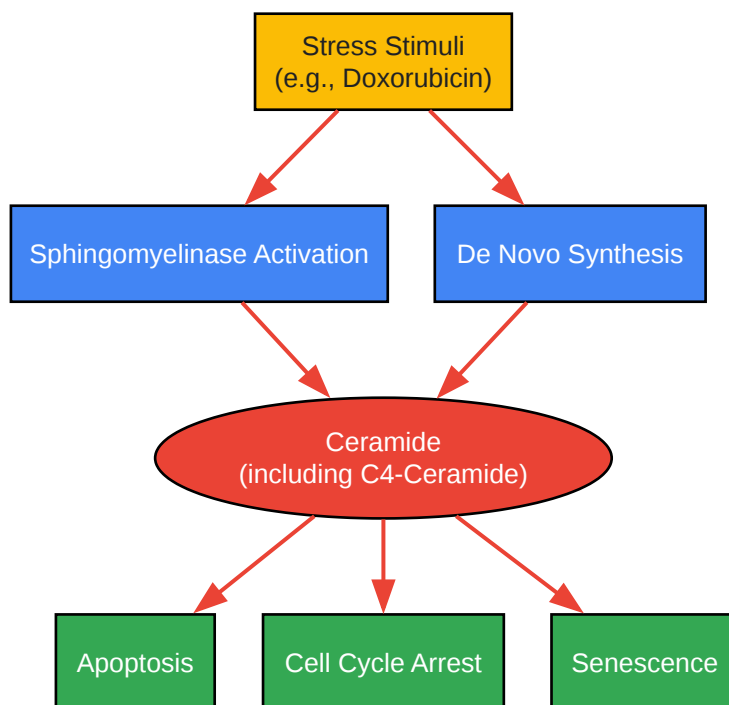 Stress Stimuli
(e.g., Doxorubicin)
Sphingomyelinase Activation
De Novo Synthesis
Ceramide
(including C4-Ceramide)
Apoptosis
Cell Cycle Arrest
Senescence